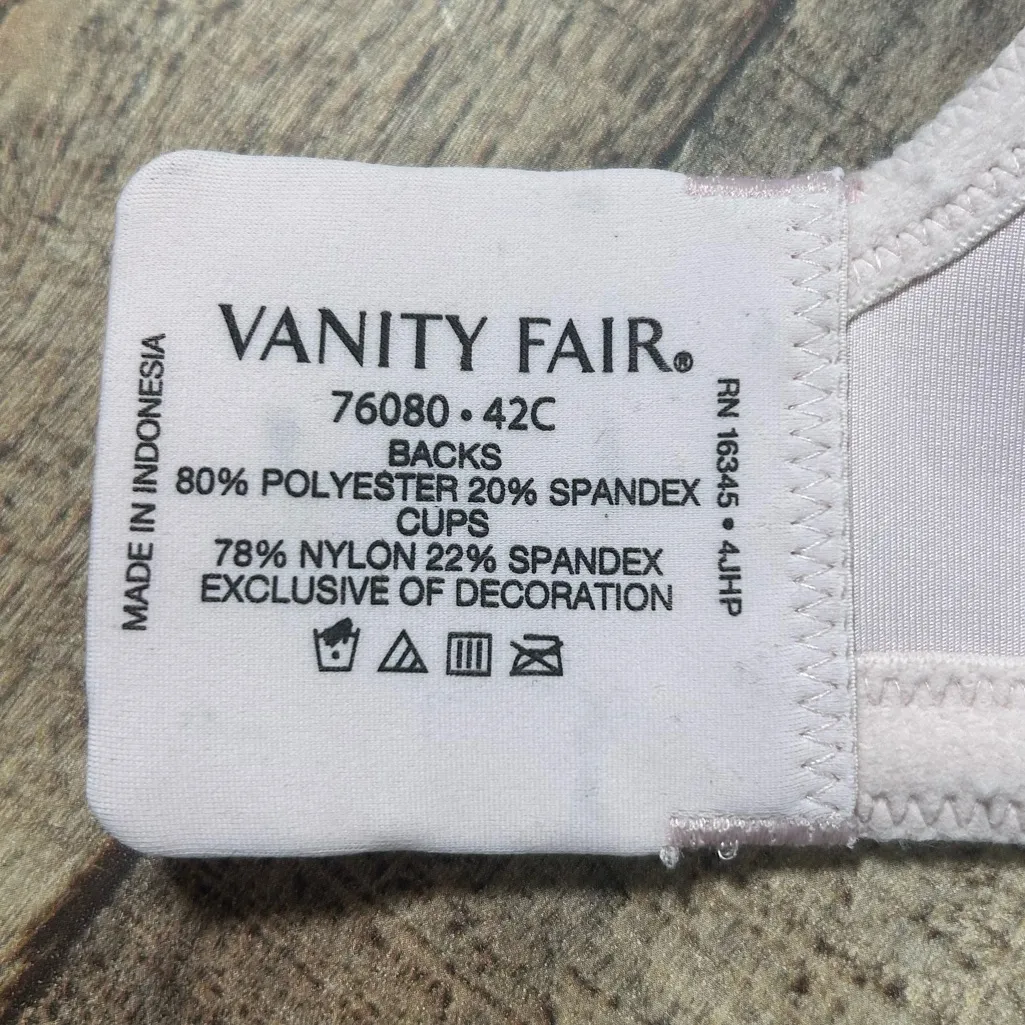 VANITY FAIR®
76080 • 42C
BACKS
80% POLYESTER 20% SPANDEX
CUPS
78% NYLON 22% SPANDEX
EXCLUSIVE OF DECORATION
MADE IN INDONESIA
RN 16345 • 4JHP